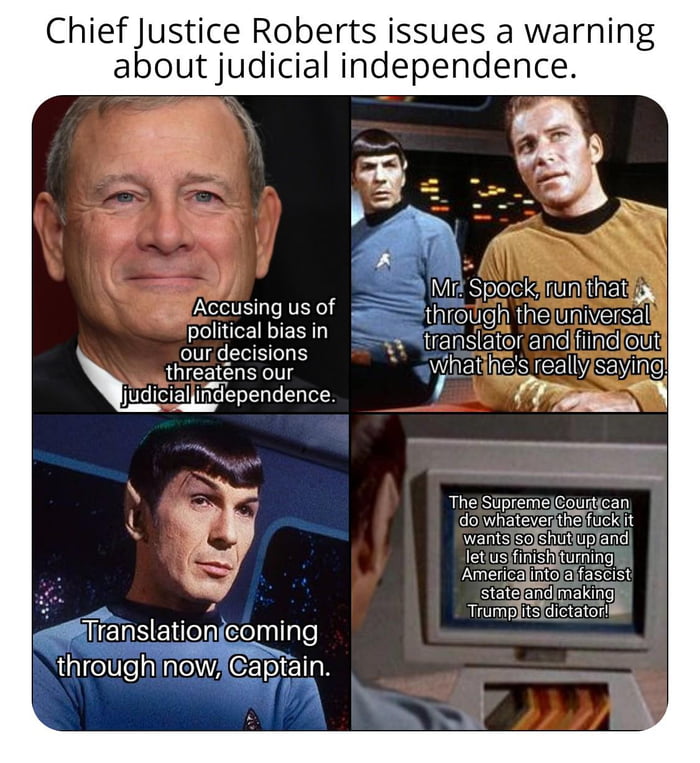 Chief Justice Roberts issues a warning
about judicial independence.
Accusing us of
political bias in
our decisions
threatens our
judicial independence.
Mr. Spock, run that
through the universal
translator and fiind out
what he's really saying.
Translation coming
through now, Captain.
The Supreme Court can
do whatever the fuck it
wants so shut up and
let us finish turning
America into a fascist
state and making
Trump its dictator!